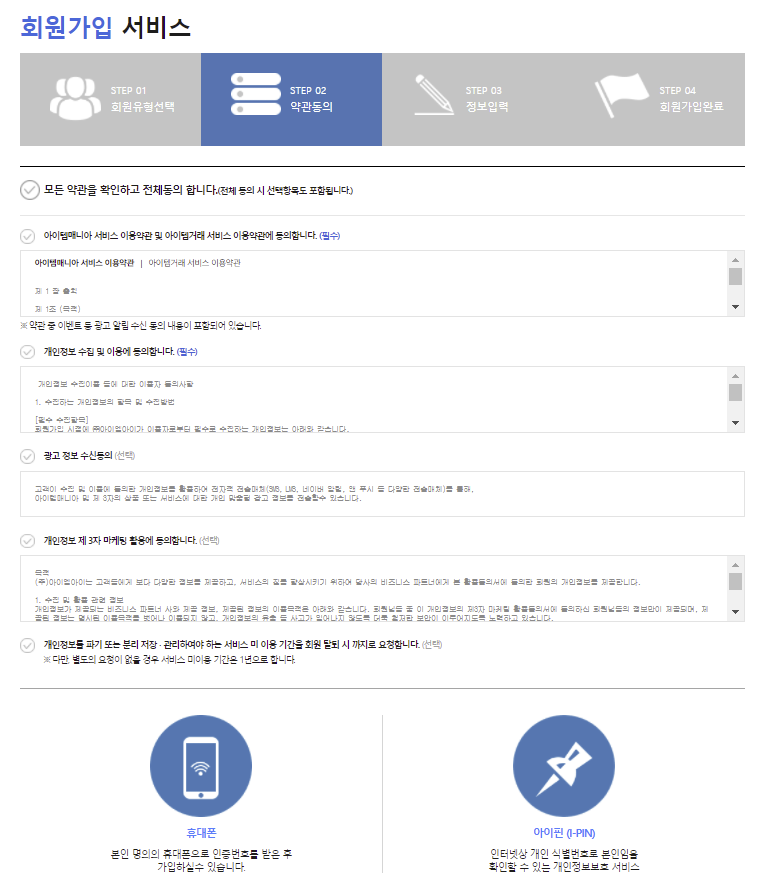 회원가입 서비스
STEP 01
회원유형선택
STEP 02
약관동의
STEP 03
정보입력
STEP 04
회원가입완료
모든 약관을 확인하고 전체동의 합니다.(전체 동의 시 선택항목도 포함됩니다.)
아이템매니아 서비스 이용약관 및 아이템거래 서비스 이용약관에 동의합니다. (필수)
아이템매니아 서비스 이용약관 | 아이템거래 서비스 이용약관
제 1 장 총칙
제 1조 (목적)
※ 약관 중 이벤트 등 광고 알림 수신 동의 내용이 포함되어 있습니다.
개인정보 수집 및 이용에 동의합니다. (필수)
개인정보 수집이용 등에 대한 이용자 동의사항
1. 수집하는 개인정보의 항목 및 수집방법
[필수 수집항목]
회원가입 시점에 ㈜아이엠아이가 이용자로부터 필수로 수집하는 개인정보는 아래와 같습니다.
광고 정보 수신동의 (선택)
고객이 수집 및 이용에 동의한 개인정보를 활용하여 전자적 전송매체(SMS, LMS, 네이버 알림, 앱 푸시 등 다양한 전송매체)를 통해,
아이템매니아 및 제 3자의 상품 또는 서비스에 대한 개인 맞춤형 광고 정보를 전송할수 있습니다.
개인정보 제 3자 마케팅 활용에 동의합니다. (선택)
목적
(주)아이엠아이는 고객들에게 보다 다양한 정보를 제공하고, 서비스의 질을 향상시키기 위하여 당사의 비즈니스 파트너에게 본 활용동의서에 동의한 회원의 개인정보를 제공합니다.
1. 수집 및 활용 관련 정보
개인정보가 제공되는 비즈니스 파트너 사와 제공 정보, 제공된 정보의 이용목적은 아래와 같습니다. 회원님들 중 이 개인정보의 제3자 마케팅 활용동의서에 동의하신 회원님들의 정보만이 제공되며, 제
공된 정보는 명시된 이용목적을 벗어나 이용되지 않고, 개인정보의 유출 등 사고가 일어나지 않도록 더욱 철저한 보안이 이루어지도록 노력하고 있습니다.
개인정보를 파기 또는 분리 저장 · 관리하여야 하는 서비스 미 이용 기간을 회원 탈퇴 시 까지로 요청합니다. (선택)
※ 다만, 별도의 요청이 없을 경우 서비스 미이용 기간은 1년으로 합니다.
휴대폰
본인 명의의 휴대폰으로 인증번호를 받은 후
가입하실수 있습니다.
아이핀 (I-PIN)
인터넷상 개인 식별번호로 본인임을
확인할 수 있는 개인정보보호 서비스